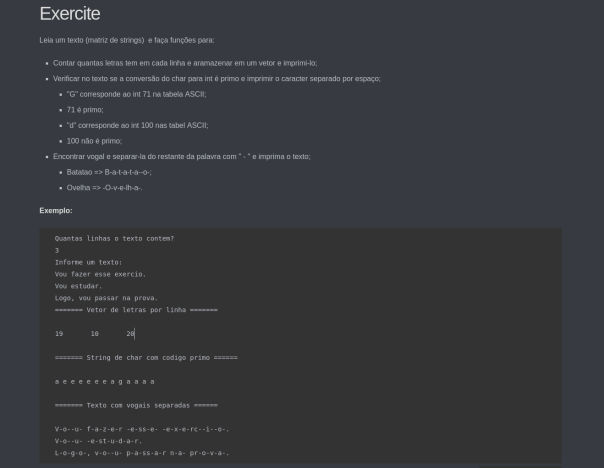 Exercite
Leia um texto (matriz de strings) e faça funções para:
Contar quantas letras tem em cada linha e aramazenar em um vetor e imprimi-lo;
Verificar no texto se a conversão do char para int é primo e imprimir o caracter separado por espaço;
"G" corresponde ao int 71 na tabela ASCII;
71 é primo;
"d" corresponde ao int 100 nas tabel ASCII;
100 não é primo;
Encontrar vogal e separar-la do restante da palavra com " - " e imprima o texto;
Batatao => B-a-t-a-t-a--o-;
Ovelha => -O-v-e-lh-a-.
Exemplo:
Quantas linhas o texto contem?
3
Informe um texto:
Vou fazer esse exercio.
Vou estudar.
Logo, vou passar na prova.
======= Vetor de letras por linha =======
19 10 20
======= String de char com codigo primo ======
a e e e e e e a g a a a a
======= Texto com vogais separadas ======
V-o--u- f-a-z-e-r -e-ss-e- -e-x-e-rc--i--o-.
V-o--u- -e-st-u-d-a-r.
L-o-g-o-, v-o--u- p-a-ss-a-r n-a- pr-o-v-a-.